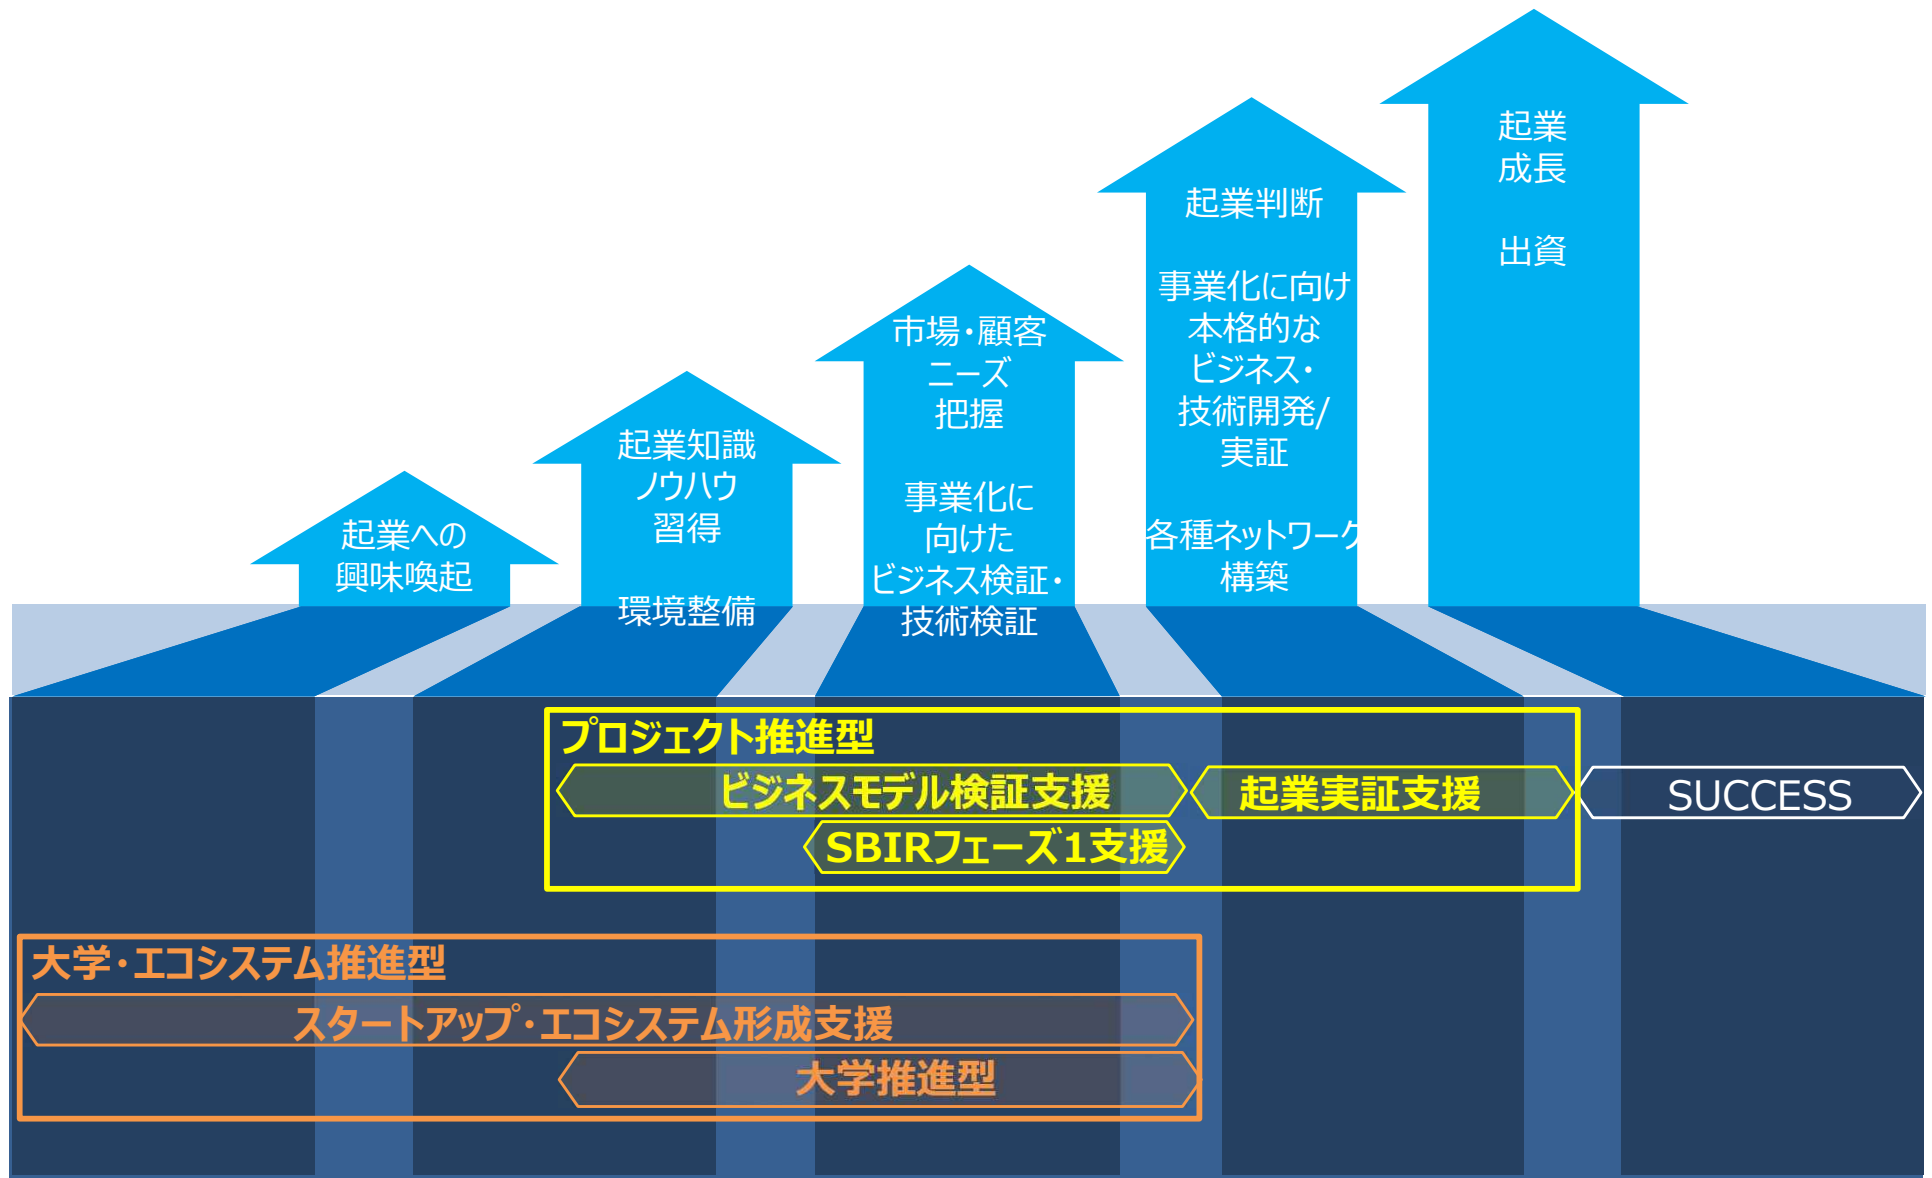 起業への
興味喚起
起業知識
ノウハウ
習得
環境整備
市場・顧客
ニーズ
把握
事業化に
向けた
ビジネス検証・
技術検証
起業判断
事業化に向け
本格的な
ビジネス・
技術開発/
実証
各種ネットワーク
構築
起業
成長
出資
プロジェクト推進型
ビジネスモデル検証支援
起業実証支援
SUCCESS
SBIRフェーズ1支援
大学・エコシステム推進型
スタートアップ・エコシステム形成支援
大学推進型